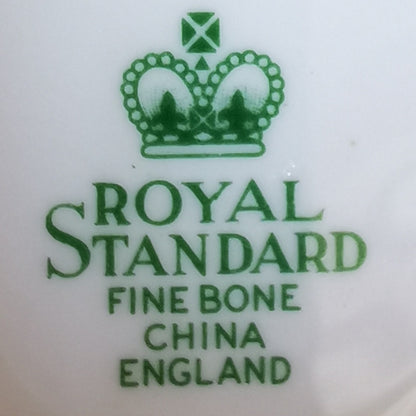 ROYAL
STANDARD
FINE BONE
CHINA
ENGLAND